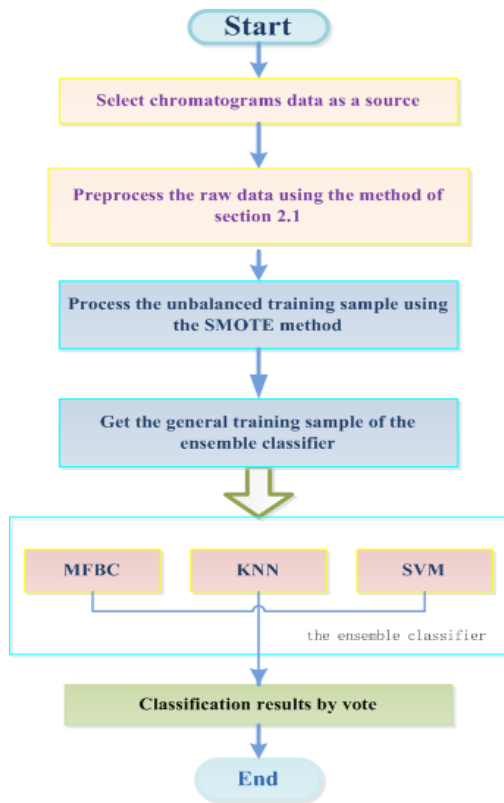 Start
Select chromatograms data as a source
Preprocess the raw data using the method of
section 2.1
Process the unbalanced training sample using
the SMOTE method
Get the general training sample of the
ensemble classifier
MFBC
KNN
SVM
the ensemble classifier
Classification results by vote
End